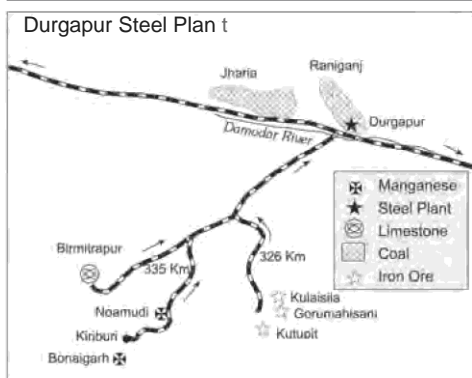 Durgapur Steel Plan t
Raniganj
Jharia
Durgapur
Damodar River
Manganese
Steel Plant
Limestone
Coal
Iron Ore
Birmitrapur
335 Km
326 Km
Noamudi
Kiriburi
Bonaigarh
Kulaisila
Gorumahisani
Kutupit